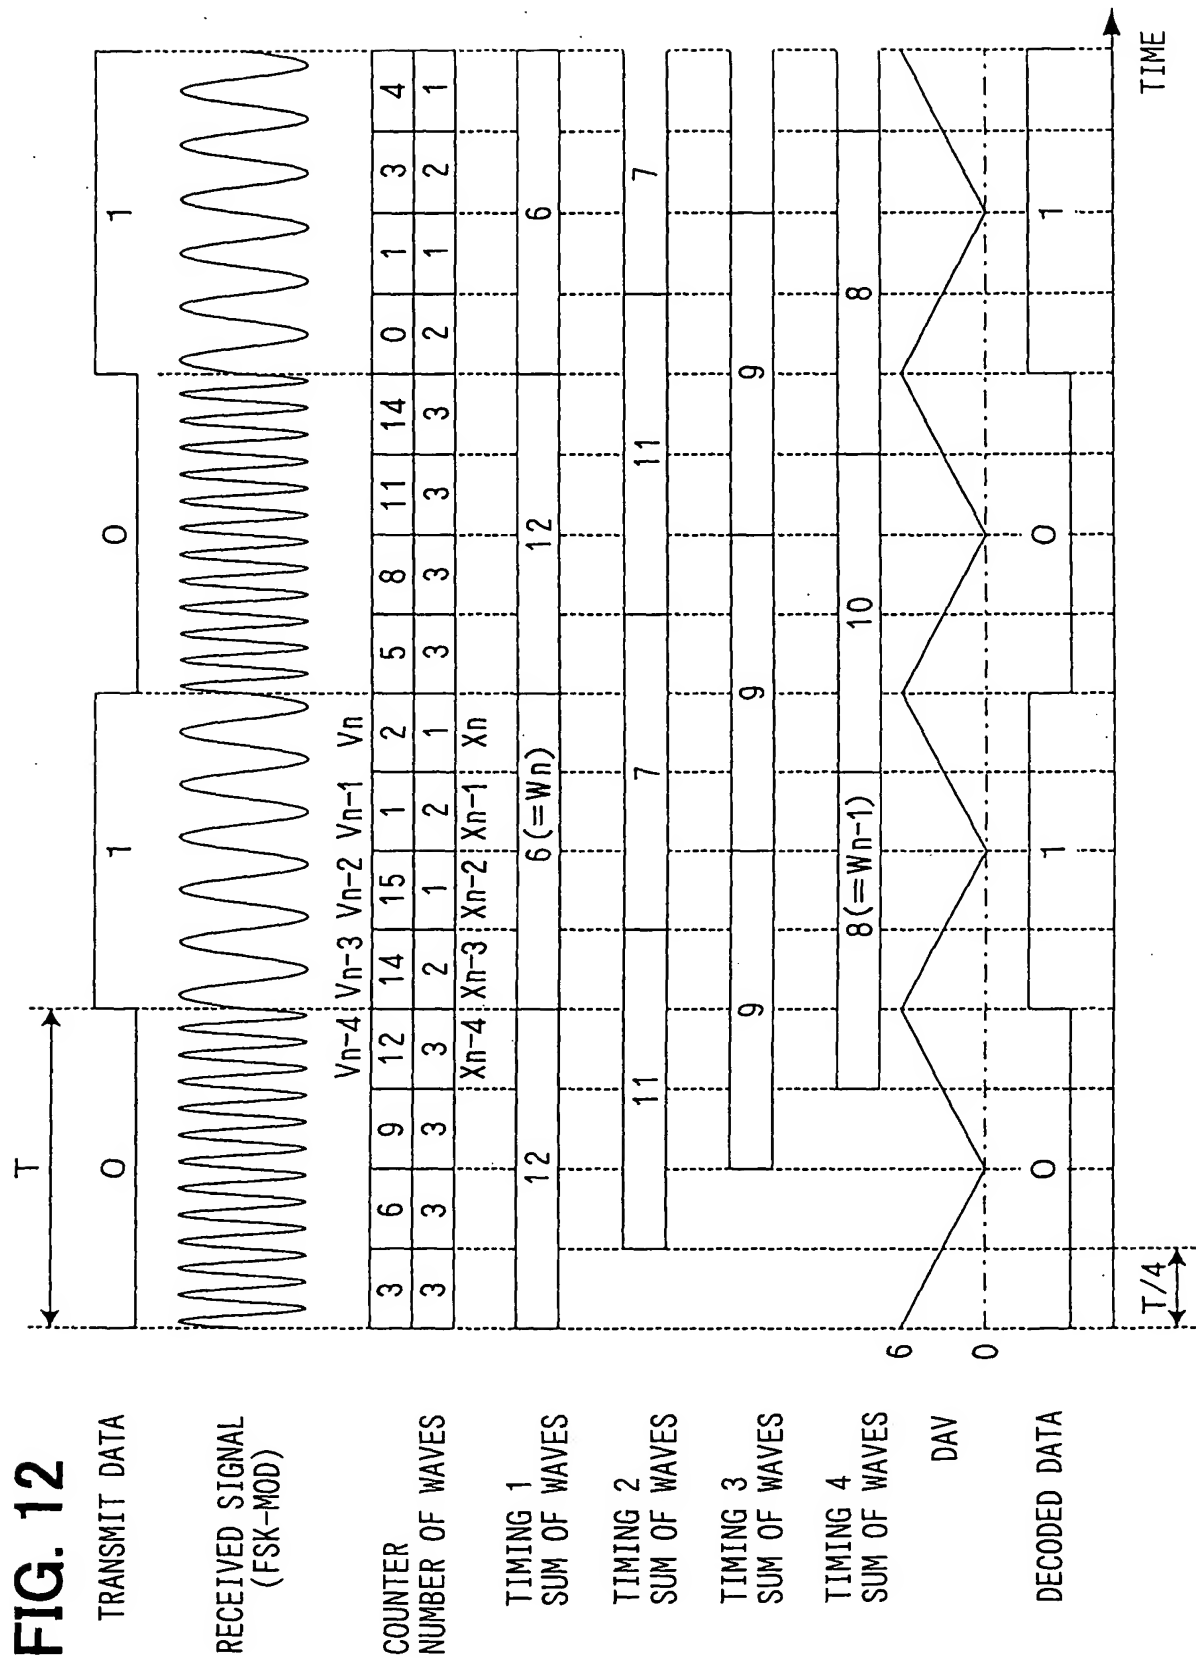 FIG. 12
T
TRANSMIT DATA 0 1 0 1
RECEIVED SIGNAL
(FSK-MOD)
Vn-4 Vn-3 Vn-2 Vn-1 Vn
COUNTER 3 6 9 12 14 15 1 2 5 8 11 14 0 1 3 4
NUMBER OF WAVES 3 3 3 3 2 1 2 1 3 3 3 3 2 1 2 1
Xn-4 Xn-3 Xn-2 Xn-1 Xn
TIMING 1
SUM OF WAVES 12 6(=Wn) 12 6
TIMING 2
SUM OF WAVES 11 7 11 7
TIMING 3
SUM OF WAVES 9 9 9
TIMING 4
SUM OF WAVES 8(=Wn-1) 10 8
6
DAV
0
DECODED DATA 0 1 0 1
T/4
TIME